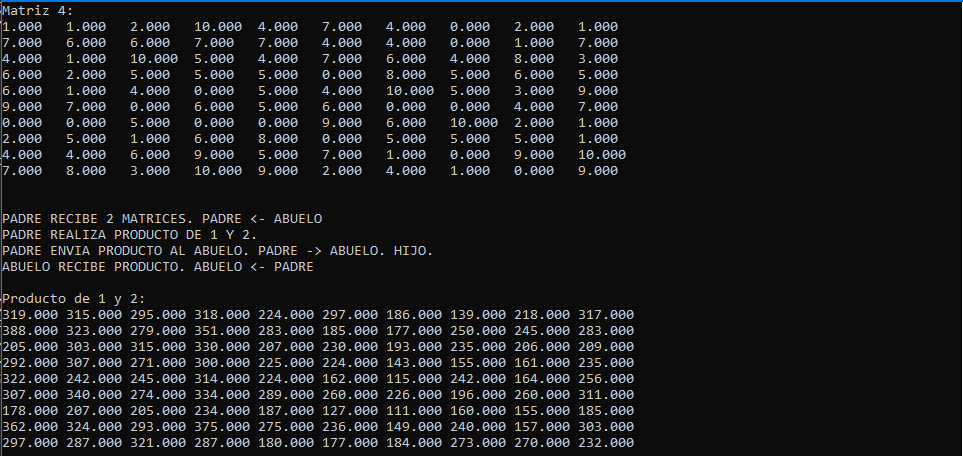 Matriz 4:
1.000 1.000 2.000 10.000 4.000 7.000 4.000 0.000 2.000 1.000
7.000 6.000 6.000 7.000 7.000 4.000 4.000 0.000 1.000 7.000
4.000 1.000 10.000 5.000 4.000 7.000 6.000 4.000 8.000 3.000
6.000 2.000 5.000 5.000 5.000 0.000 8.000 5.000 6.000 5.000
6.000 1.000 4.000 0.000 5.000 4.000 10.000 5.000 3.000 9.000
9.000 7.000 0.000 6.000 5.000 6.000 0.000 0.000 4.000 7.000
0.000 0.000 5.000 0.000 0.000 9.000 6.000 10.000 2.000 1.000
2.000 5.000 1.000 6.000 8.000 0.000 5.000 5.000 5.000 1.000
4.000 4.000 6.000 9.000 5.000 7.000 1.000 0.000 9.000 10.000
7.000 8.000 3.000 10.000 9.000 2.000 4.000 1.000 0.000 9.000
PADRE RECIBE 2 MATRICES. PADRE <- ABUELO
PADRE REALIZA PRODUCTO DE 1 Y 2.
PADRE ENVIA PRODUCTO AL ABUELO. PADRE -> ABUELO. HIJO.
ABUELO RECIBE PRODUCTO. ABUELO <- PADRE
Producto de 1 y 2:
319.000 315.000 295.000 318.000 224.000 297.000 186.000 139.000 218.000 317.000
388.000 323.000 279.000 351.000 283.000 185.000 177.000 250.000 245.000 283.000
205.000 303.000 315.000 330.000 207.000 230.000 193.000 235.000 206.000 209.000
292.000 307.000 271.000 300.000 225.000 224.000 143.000 155.000 161.000 235.000
322.000 242.000 245.000 314.000 224.000 162.000 115.000 242.000 164.000 256.000
307.000 340.000 274.000 334.000 289.000 260.000 226.000 196.000 260.000 311.000
178.000 207.000 205.000 234.000 187.000 127.000 111.000 160.000 155.000 185.000
362.000 324.000 293.000 375.000 275.000 236.000 149.000 240.000 157.000 303.000
297.000 287.000 321.000 287.000 180.000 177.000 184.000 273.000 270.000 232.000